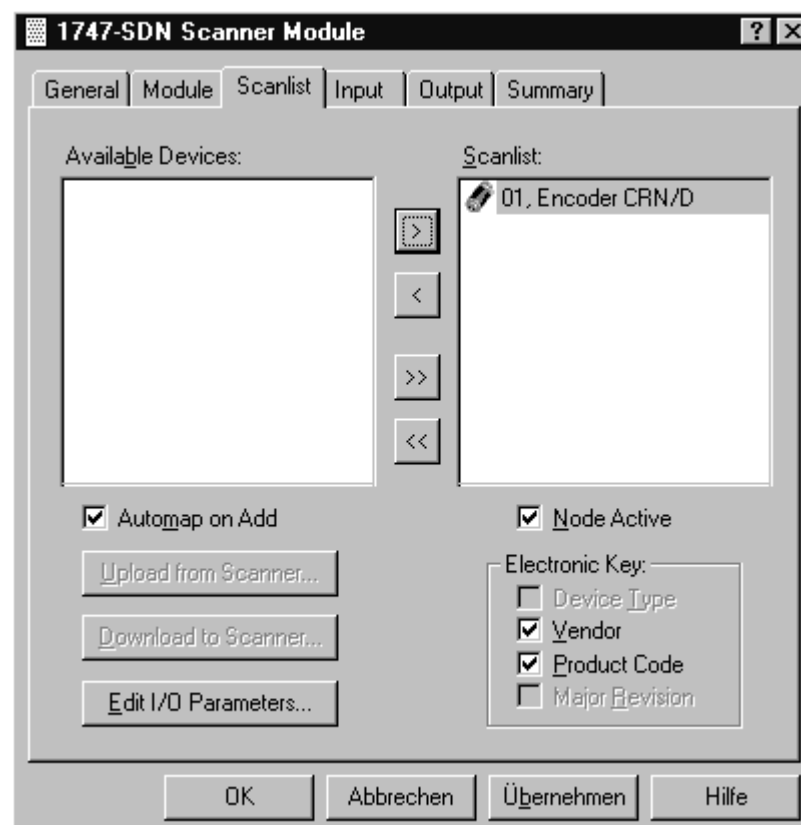 1747-SDN Scanner Module
General Module Scanlist Input Output Summary
Available Devices:
Scanlist:
01, Encoder CRN/D
>
<
>>
<<
Automap on Add
Node Active
Upload from Scanner...
Download to Scanner...
Edit I/O Parameters...
Electronic Key:
Device Type
Vendor
Product Code
Major Revision
OK Abbrechen Übernehmen Hilfe